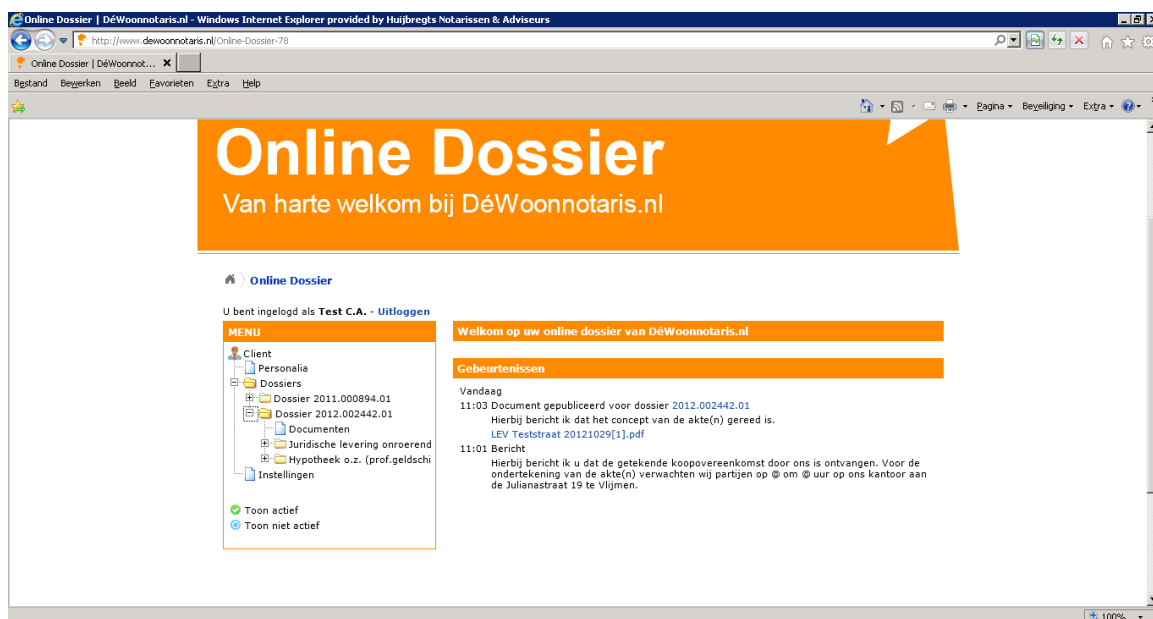 Online Dossier | DéWoonnotaris.nl - Windows Internet Explorer provided by Huijbregts Notarissen & Adviseurs
http://www.dewoonnotaris.nl/Online-Dossier-78
Online Dossier | DéWoonnot...
Bestand Bewerken Beeld Favorieten Extra Help
Pagina Beveiliging Extra
Online Dossier
Van harte welkom bij DéWoonnotaris.nl
Online Dossier
U bent ingelogd als Test C.A. - Uitloggen
MENU
Client
Personalia
Dossiers
Dossier 2011.000894.01
Dossier 2012.002442.01
Documenten
Juridische levering onroerend
Hypotheek o.z. (prof.geldschi
Instellingen
Toon actief
Toon niet actief
Welkom op uw online dossier van DéWoonnotaris.nl
Gebeurtenissen
Vandaag
11:03 Document gepubliceerd voor dossier 2012.002442.01
Hierbij bericht ik dat het concept van de akte(n) gereed is.
LEV Teststraat 20121029[1].pdf
11:01 Bericht
Hierbij bericht ik u dat de getekende koopovereenkomst door ons is ontvangen. Voor de
ondertekening van de akte(n) verwachten wij partijen op @ om @ uur op ons kantoor aan
de Julianastraat 19 te Vlijmen.
100%